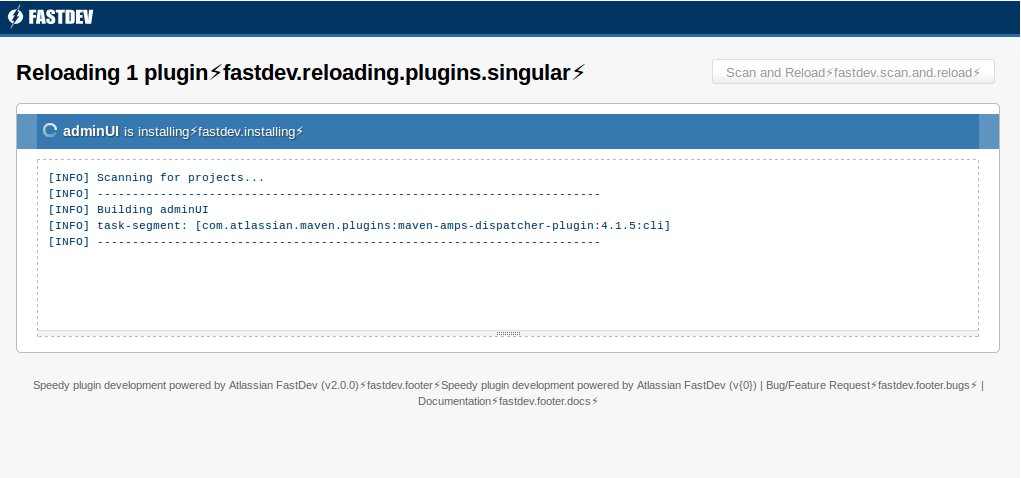 FASTDEV
Reloading 1 plugin⚡fastdev.reloading.plugins.singular⚡
Scan and Reload⚡fastdev.scan.and.reload⚡
adminUI is installing⚡fastdev.installing⚡
[INFO] Scanning for projects...
[INFO] ------------------------------------------------------------------------
[INFO] Building adminUI
[INFO] task-segment: [com.atlassian.maven.plugins:maven-amps-dispatcher-plugin:4.1.5:cli]
[INFO] ------------------------------------------------------------------------
Speedy plugin development powered by Atlassian FastDev (v2.0.0)⚡fastdev.footer⚡Speedy plugin development powered by Atlassian FastDev (v{0}) | Bug/Feature Request⚡fastdev.footer.bugs⚡ |
Documentation⚡fastdev.footer.docs⚡